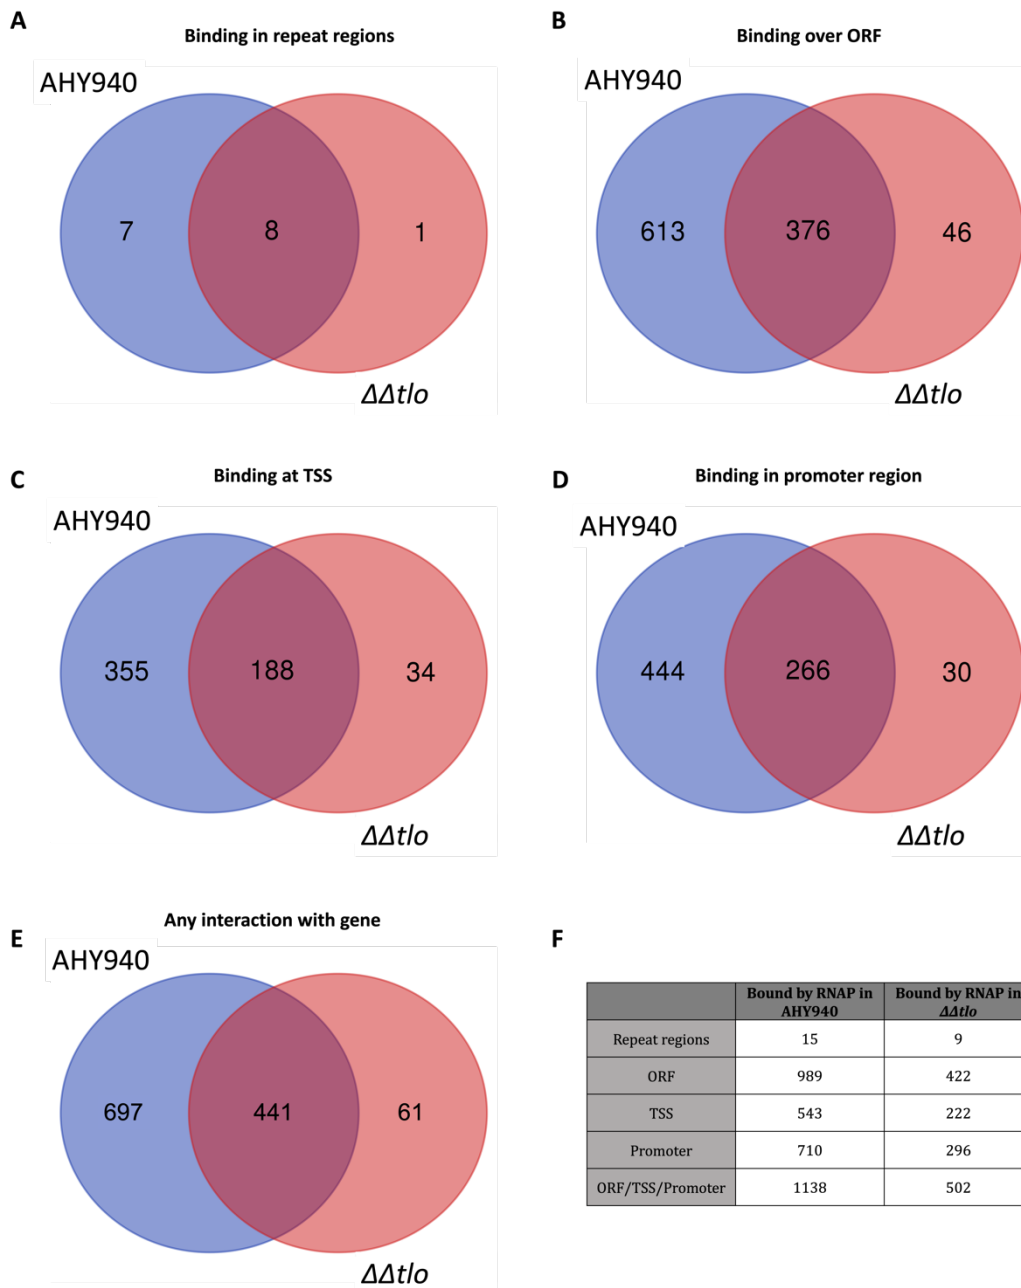 A
Binding in repeat regions
AHY940
7
8
1
ΔΔtlo
B
Binding over ORF
AHY940
613
376
46
ΔΔtlo
C
Binding at TSS
AHY940
355
188
34
ΔΔtlo
D
Binding in promoter region
AHY940
444
266
30
ΔΔtlo
E
Any interaction with gene
AHY940
697
441
61
ΔΔtlo
F
Bound by RNAP in AHY940
Bound by RNAP in ΔΔtlo
Repeat regions 15 9
ORF 989 422
TSS 543 222
Promoter 710 296
ORF/TSS/Promoter 1138 502